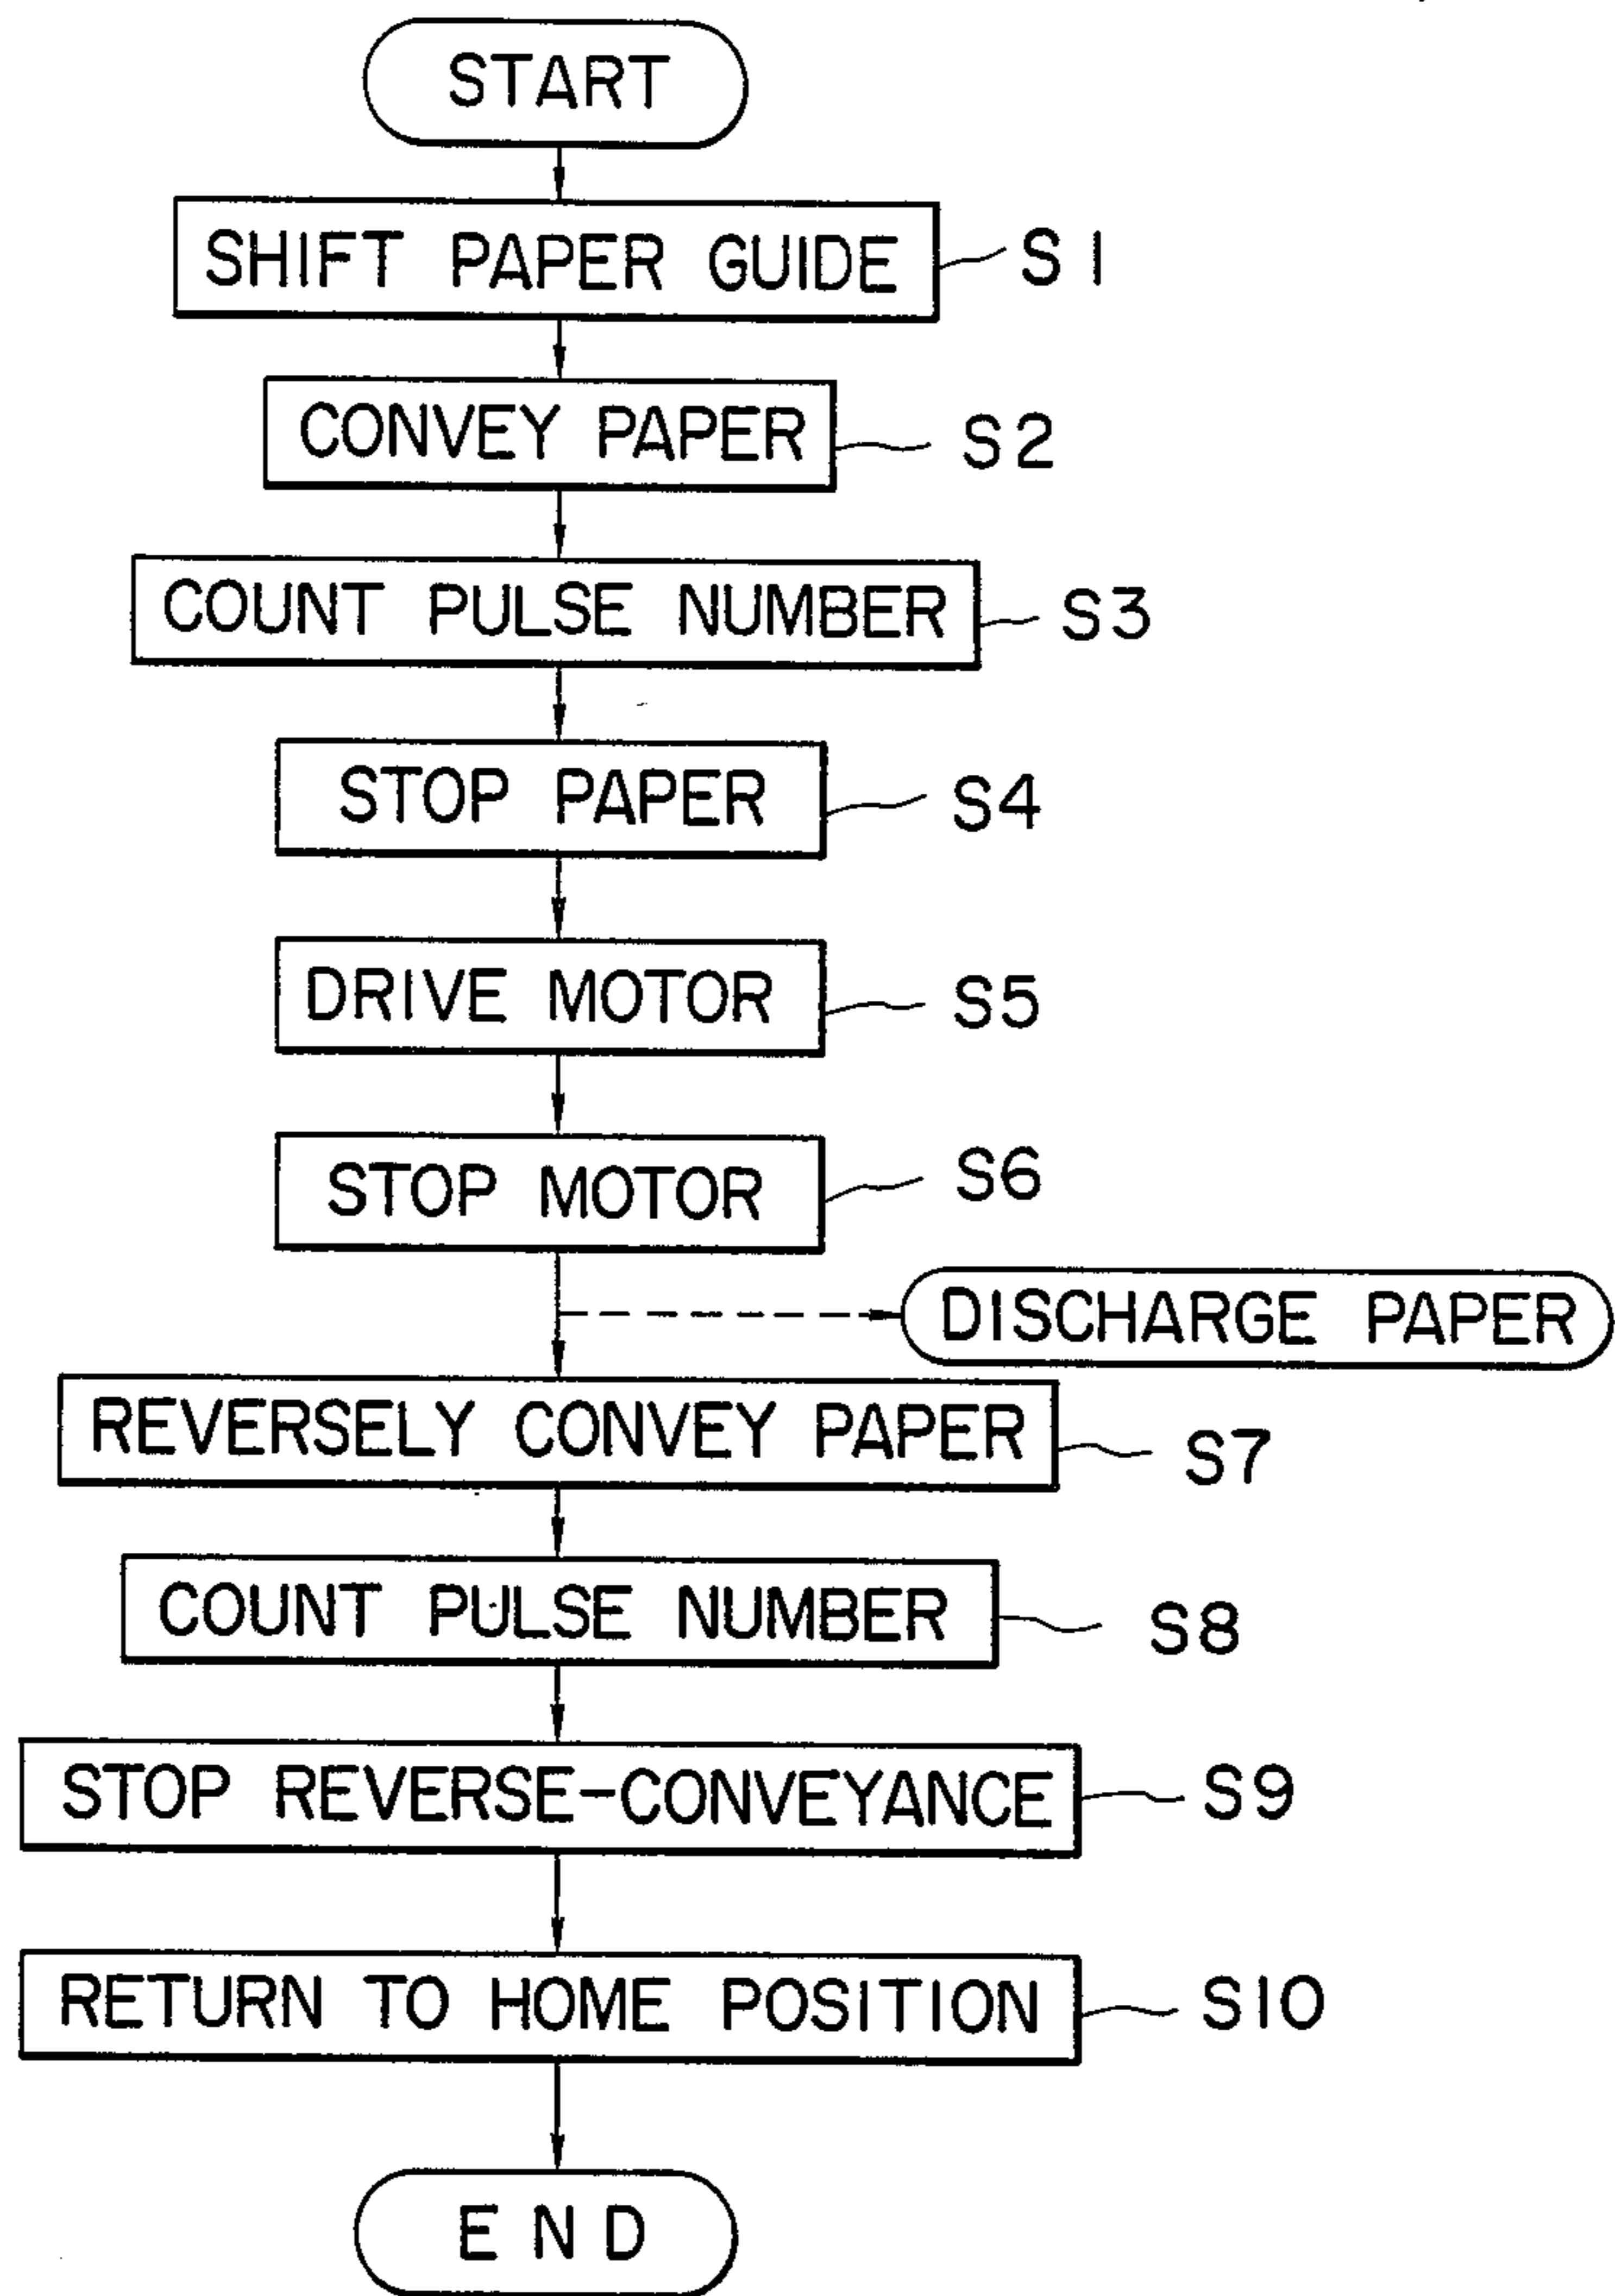 START
SHIFT PAPER GUIDE S1
CONVEY PAPER S2
COUNT PULSE NUMBER S3
STOP PAPER S4
DRIVE MOTOR S5
STOP MOTOR S6
DISCHARGE PAPER
REVERSELY CONVEY PAPER S7
COUNT PULSE NUMBER S8
STOP REVERSE-CONVEYANCE S9
RETURN TO HOME POSITION S10
END